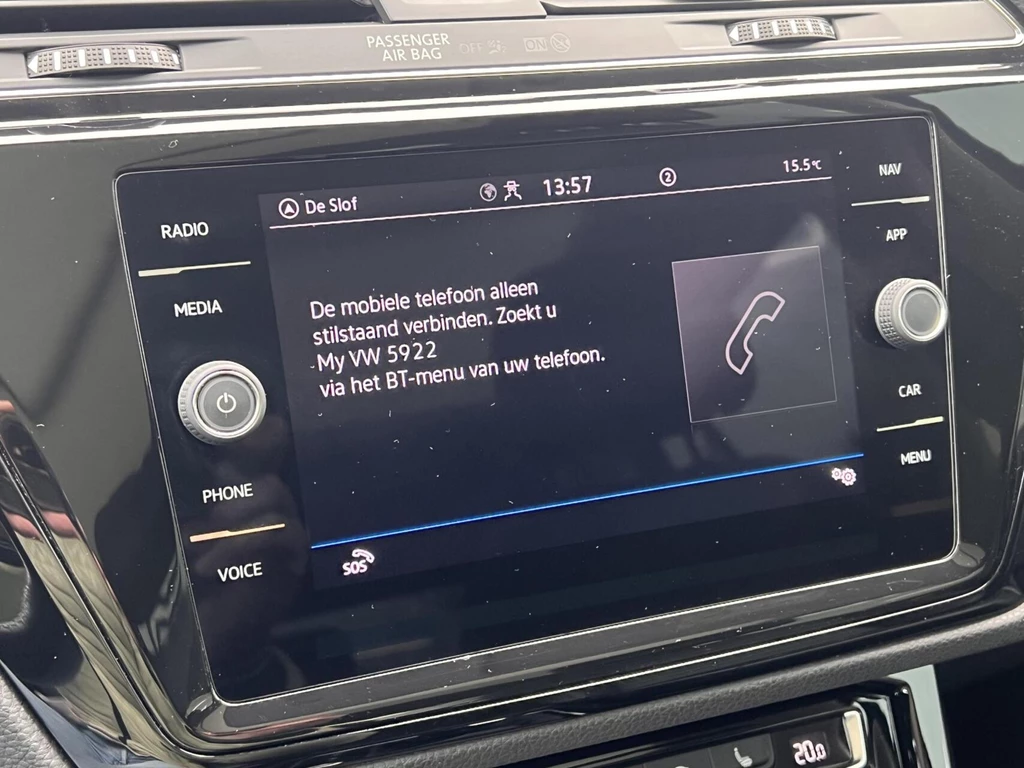 PASSENGER OFF ON
AIR BAG
De Slof 13:57 2 15.5°C
RADIO
MEDIA
PHONE
VOICE
De mobiele telefoon alleen
stilstaand verbinden. Zoekt u
My VW 5922
via het BT-menu van uw telefoon.
SOS
NAV
APP
CAR
MENU
20.0